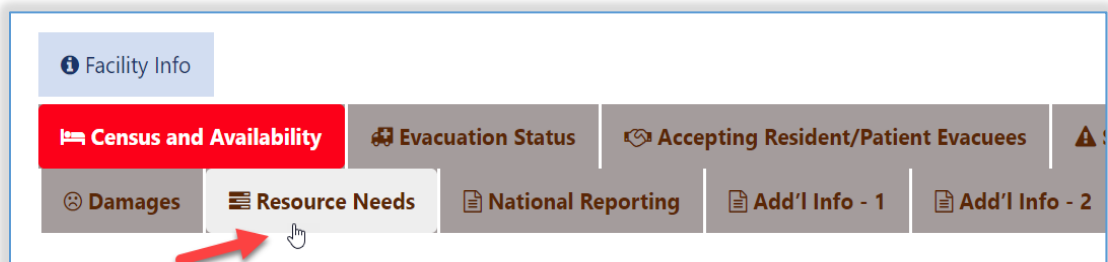 Facility Info
Census and Availability Evacuation Status Accepting Resident/Patient Evacuees
Damages Resource Needs National Reporting Add'l Info - 1 Add'l Info - 2